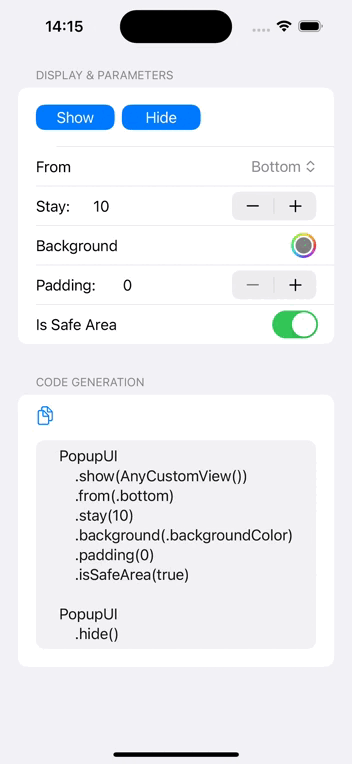 14:15
DISPLAY & PARAMETERS
Show Hide
From Bottom
Stay: 10
Background
Padding: 0
Is Safe Area
CODE GENERATION
PopupUI
.show(AnyCustomView())
.from(.bottom)
.stay(10)
.background(.backgroundColor)
.padding(0)
.isSafeArea(true)
PopupUI
.hide()